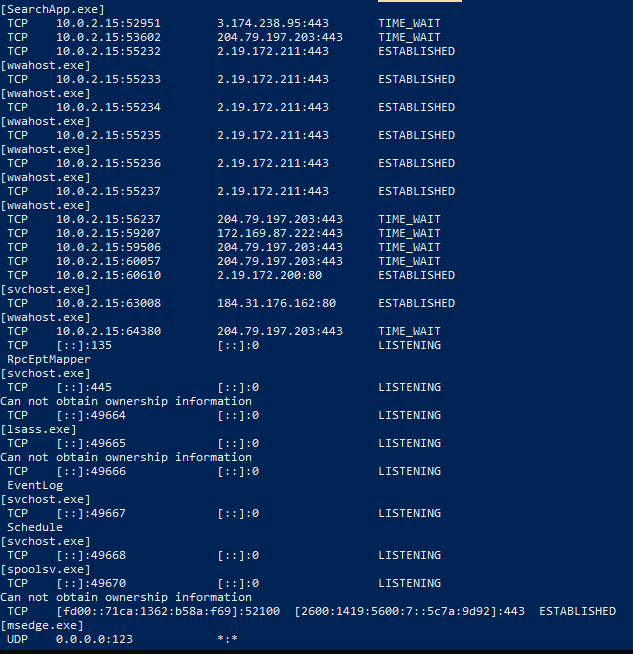 [SearchApp.exe]
TCP 10.0.2.15:52951 3.174.238.95:443 TIME_WAIT
TCP 10.0.2.15:53602 204.79.197.203:443 TIME_WAIT
TCP 10.0.2.15:55232 2.19.172.211:443 ESTABLISHED
[wwahost.exe]
TCP 10.0.2.15:55233 2.19.172.211:443 ESTABLISHED
[wwahost.exe]
TCP 10.0.2.15:55234 2.19.172.211:443 ESTABLISHED
[wwahost.exe]
TCP 10.0.2.15:55235 2.19.172.211:443 ESTABLISHED
[wwahost.exe]
TCP 10.0.2.15:55236 2.19.172.211:443 ESTABLISHED
[wwahost.exe]
TCP 10.0.2.15:55237 2.19.172.211:443 ESTABLISHED
[wwahost.exe]
TCP 10.0.2.15:56237 204.79.197.203:443 TIME_WAIT
TCP 10.0.2.15:59207 172.169.87.222:443 TIME_WAIT
TCP 10.0.2.15:59506 204.79.197.203:443 TIME_WAIT
TCP 10.0.2.15:60057 204.79.197.203:443 TIME_WAIT
TCP 10.0.2.15:60610 2.19.172.200:80 ESTABLISHED
[svchost.exe]
TCP 10.0.2.15:63008 184.31.176.162:80 ESTABLISHED
[wwahost.exe]
TCP 10.0.2.15:64380 204.79.197.203:443 TIME_WAIT
TCP [::]:135 [::]:0 LISTENING
RpcEptMapper
[svchost.exe]
TCP [::]:445 [::]:0 LISTENING
Can not obtain ownership information
TCP [::]:49664 [::]:0 LISTENING
[lsass.exe]
TCP [::]:49665 [::]:0 LISTENING
Can not obtain ownership information
TCP [::]:49666 [::]:0 LISTENING
EventLog
[svchost.exe]
TCP [::]:49667 [::]:0 LISTENING
Schedule
[svchost.exe]
TCP [::]:49668 [::]:0 LISTENING
[spoolsv.exe]
TCP [::]:49670 [::]:0 LISTENING
Can not obtain ownership information
TCP [fd00::71ca:1362:b58a:f69]:52100 [2600:1419:5600:7::5c7a:9d92]:443 ESTABLISHED
[msedge.exe]
UDP 0.0.0.0:123 *:*